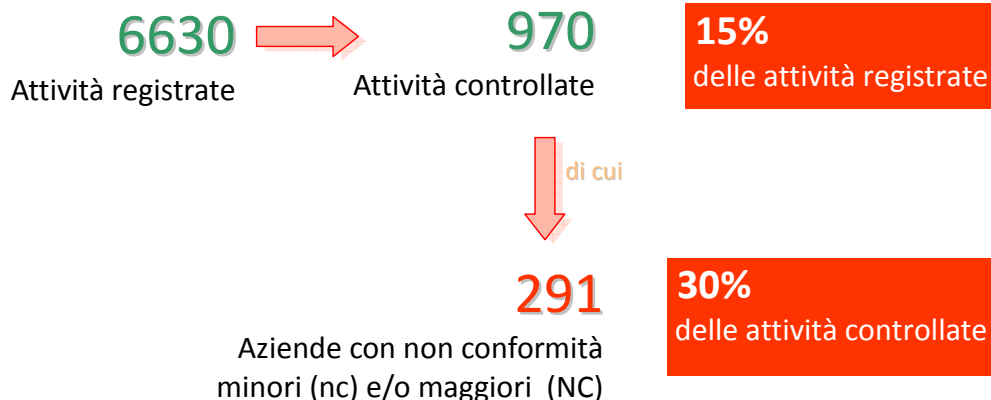 6630
Attività registrate
970
Attività controllate
15%
delle attività registrate
di cui
291
Aziende con non conformità
minori (nc) e/o maggiori (NC)
30%
delle attività controllate